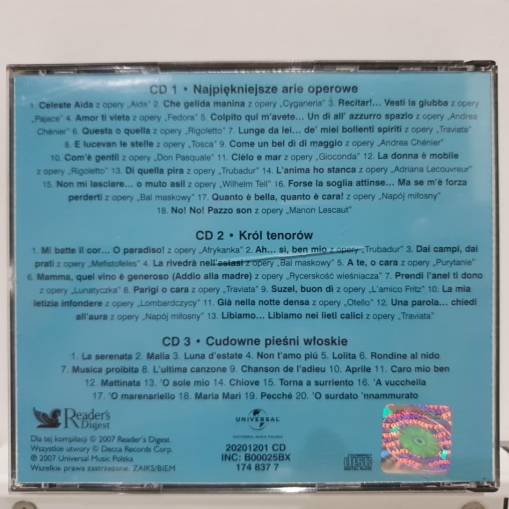 CD 1 • Najpiękniejsze arie operowe
1. Celeste Aida z opery „Aida" 2. Che gelida manina z opery „Cyganeria" 3. Recitar!... Vesti la giubba z opery
„Pajace" 4. Amor ti vieta z opery „Fedora" 5. Colpito qui m'avete... Un dì all' azzurro spazio z opery „Andrea
Chénier" 6. Questa o quella z opery „Rigoletto" 7. Lunge da lei... de' miei bollenti spiriti z opery „Traviata"
8. E lucevan le stelle z opery „Tosca" 9. Come un bel dì di maggio z opery „Andrea Chénier"
10. Com'è gentil z opery „Don Pasquale" 11. Cielo e mar z opery „Gioconda" 12. La donna è mobile
z opery „Rigoletto" 13. Di quella pira z opery „Trubadur" 14. L'anima ho stanca z opery „Adriana Lecouvreur"
15. Non mi lasciare... o muto asil z opery „Wilhelm Tell" 16. Forse la soglia attinse... Ma se m'è forza
perderti z opery „Bal maskowy" 17. Quanto è bella, quanto è cara! z opery „Napój miłosny"
18. No! No! Pazzo son z opery „Manon Lescaut"
CD 2 • Król tenorów
1. Mi batte il cor... O paradiso! z opery „Afrykanka" 2. Ah... si, ben mio z opery „Trubadur" 3. Dai campi, dai
prati z opery „Mefistofeles" 4. La rivedrà nell'estasi z opery „Bal maskowy" 5. A te, o cara z opery „Purytanie"
6. Mamma, quel vino è generoso (Addio alla madre) z opery „Rycerskość wieśniacza" 7. Prendi l'anel ti dono
z opery „Lunatyczka" 8. Parigi o cara z opery „Traviata" 9. Suzel, buon dì z opery „L'amico Fritz" 10. La mia
letizia infondere z opery „Lombardczycy" 11. Già nella notte densa z opery „Otello" 12. Una parola... chiedi
all'aura z opery „Napój miłosny" 13. Libiamo... Libiamo nei lieti calici z opery „Traviata"
CD 3 • Cudowne pieśni włoskie
1. La serenata 2. Malia 3. Luna d'estate 4. Non t'amo più 5. Lolita 6. Rondine al nido
7. Musica proibita 8. L'ultima canzone 9. Chanson de l'adieu 10. Aprile 11. Caro mio ben
12. Mattinata 13. 'O sole mio 14. Chiove 15. Torna a surriento 16. 'A vucchella
17. 'O marenariello 18. Maria Mari 19. Pecché 20. 'O surdato 'nnammurato
Reader's
Digest
Dla tej kompilacji © 2007 Reader's Digest.
Wszystkie utwory © Decca Records Corp.
℗ 2007 Universal Music Polska
Wszelkie prawa zastrzeżone. ZAIKS/BIEM
UNIVERSAL
20201201 CD
INC: B00025BX
174 837 7